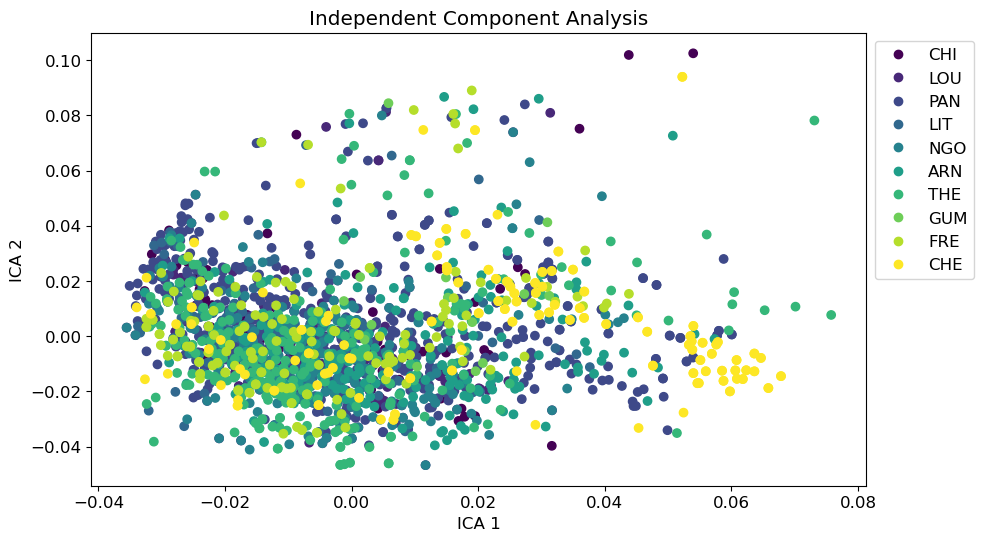 Independent Component Analysis
0.10
0.08
0.06
0.04
0.02
0.00
−0.02
−0.04
ICA 2
−0.04
−0.02
0.00
0.02
0.04
0.06
0.08
ICA 1
CHI
LOU
PAN
LIT
NGO
ARN
THE
GUM
FRE
CHE